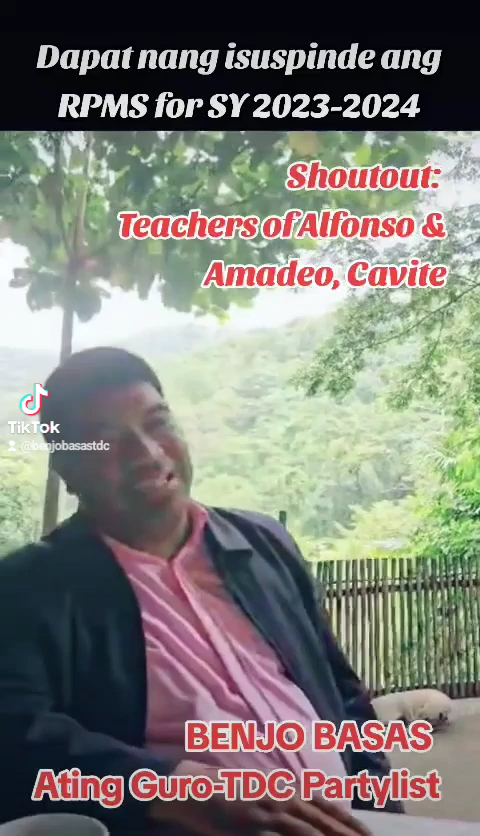 Dapat nang isuspinde ang
RPMS for SY 2023-2024
Shoutout:
Teachers of Alfonso &
Amadeo, Cavite
TikTok
@benjobasastdc
BENJO BASAS
Ating Guro-TDC Partylist